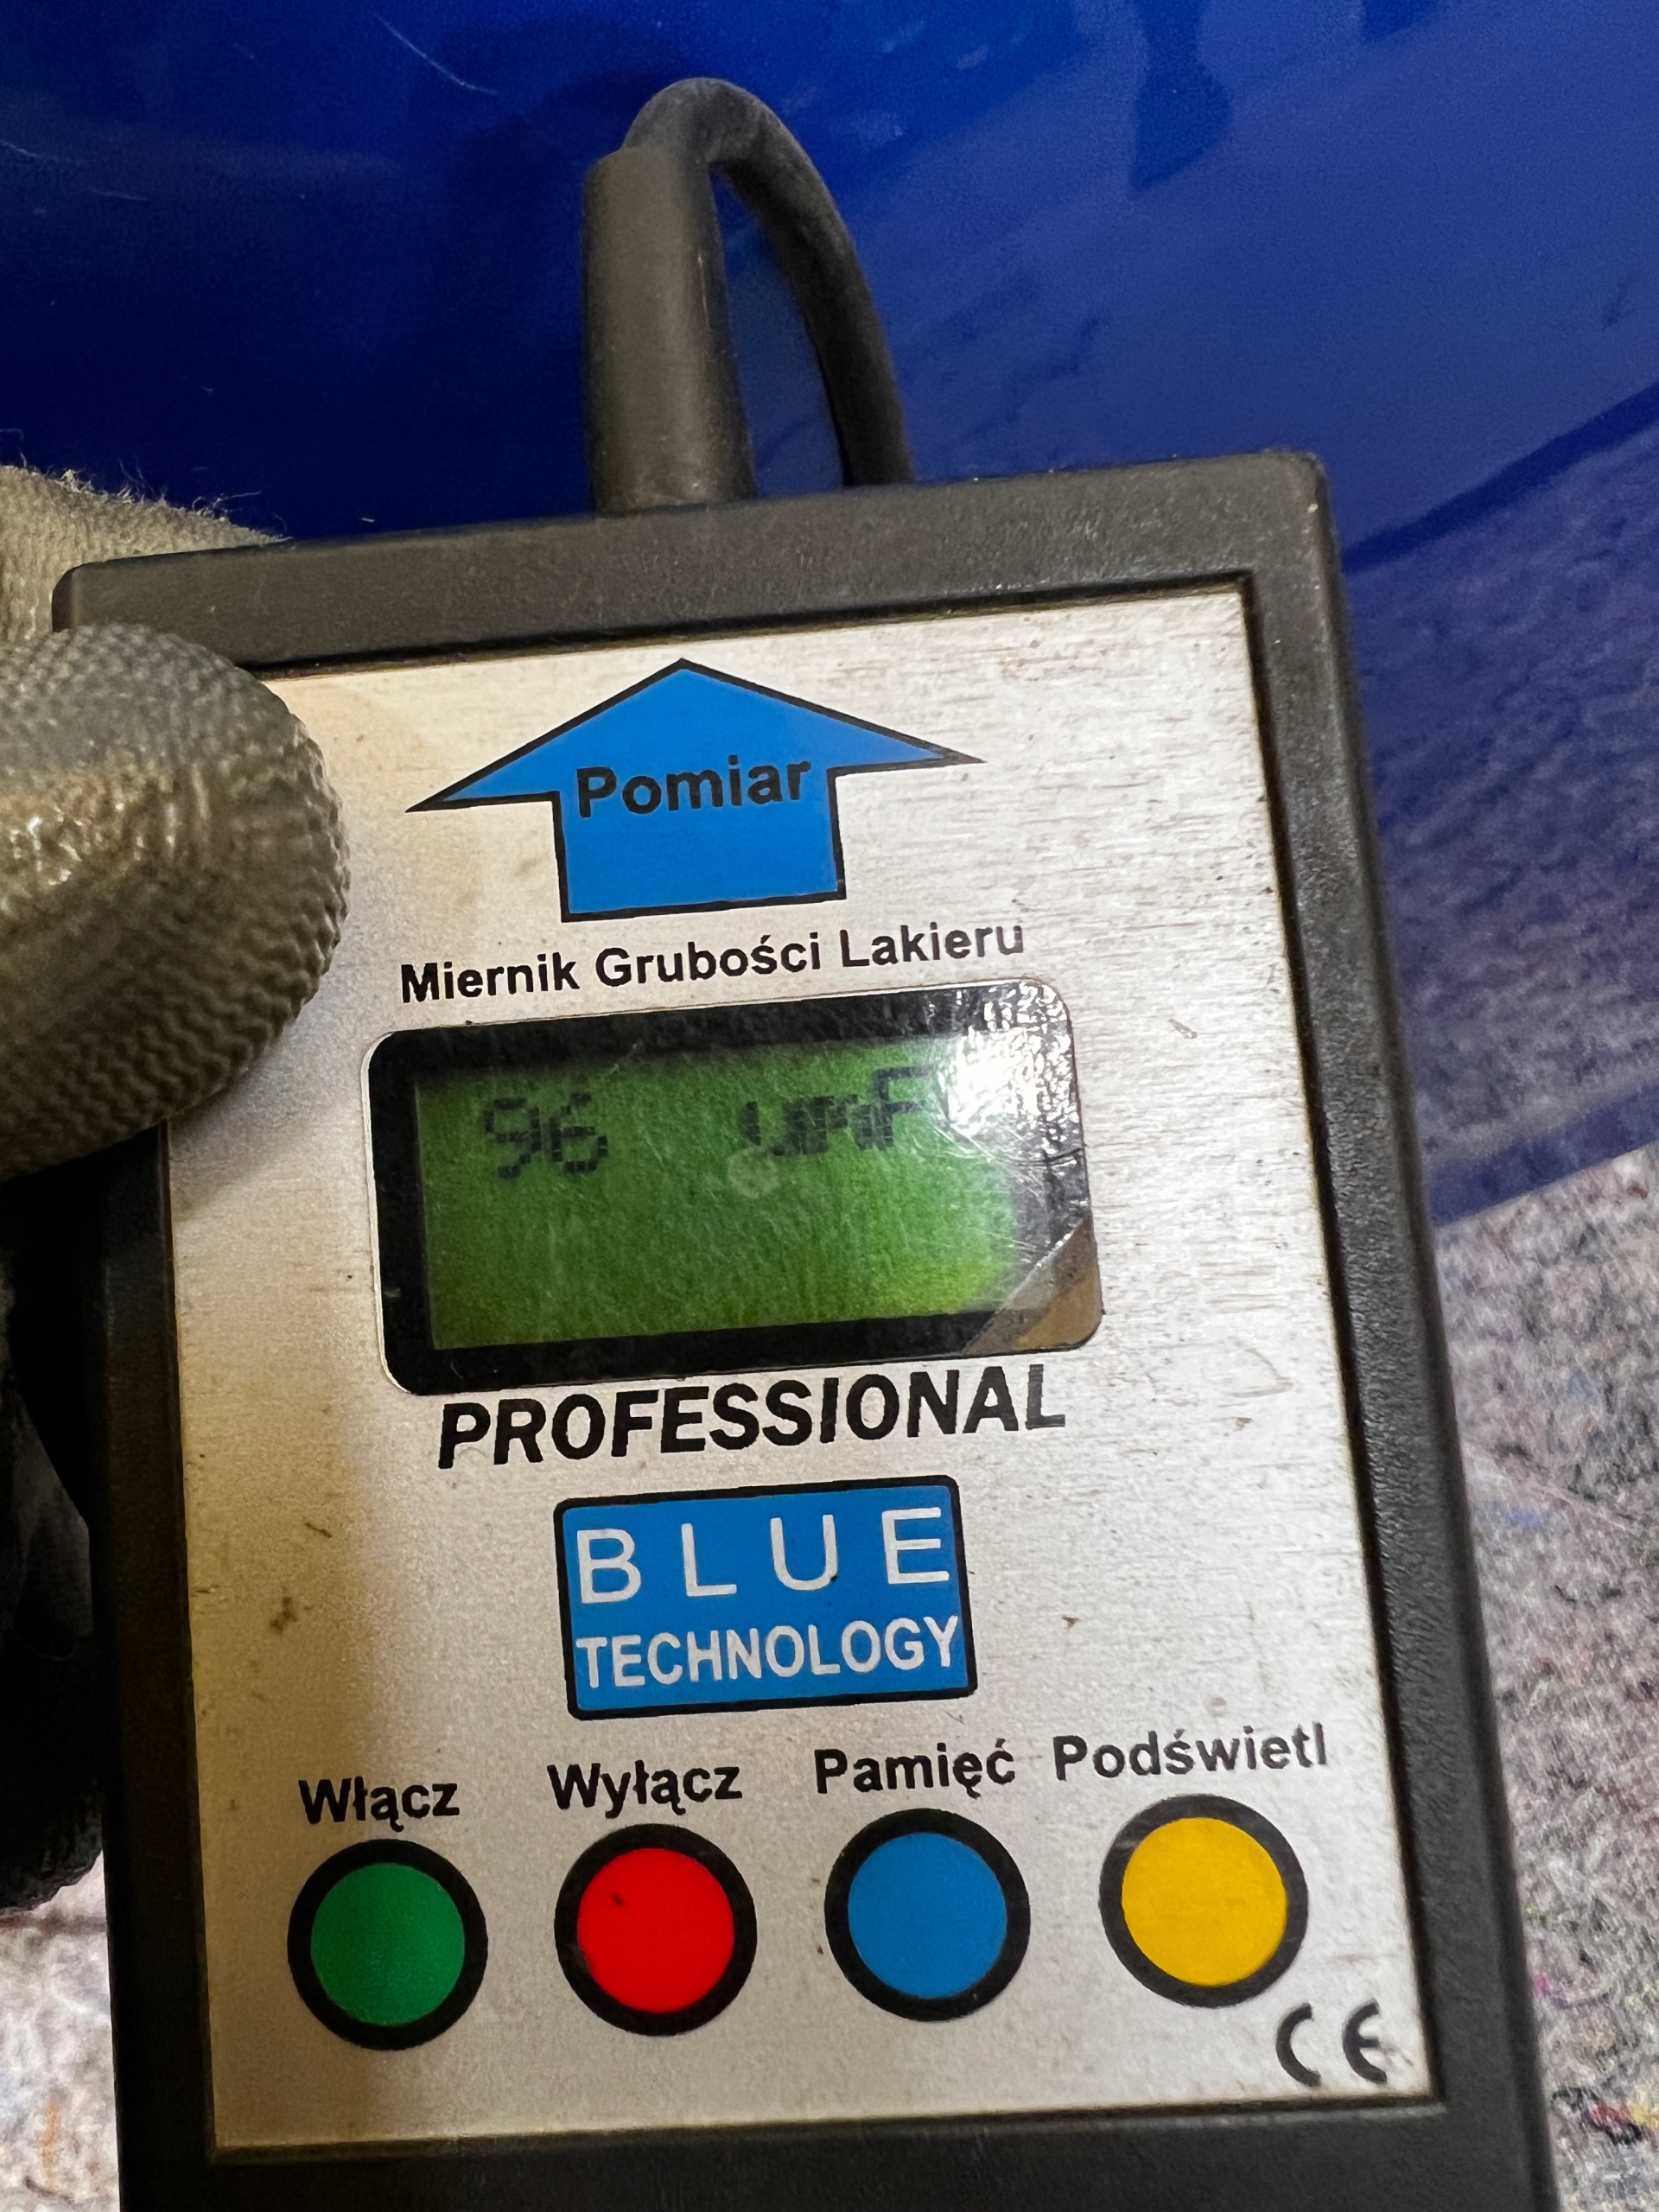 Pomiar
Miernik Grubości Lakieru
96 umF
PROFESSIONAL
BLUE
TECHNOLOGY
Włącz Wyłącz Pamięć Podświetl
CE